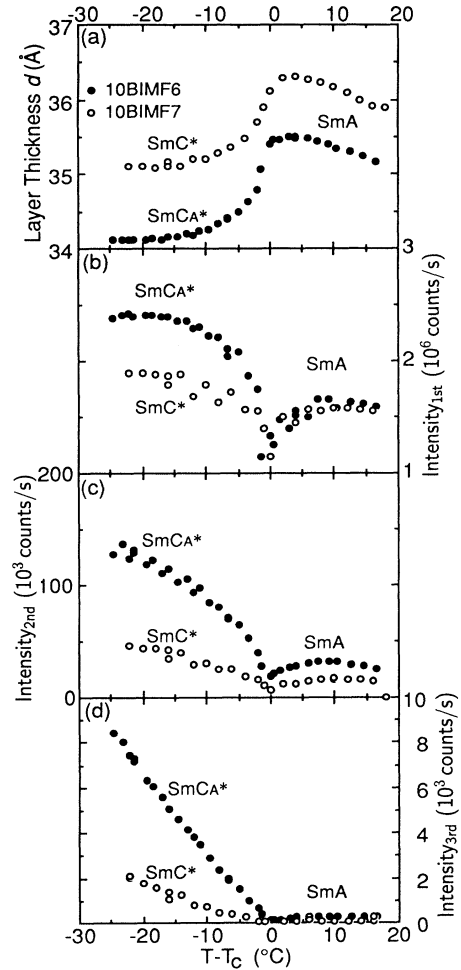 -30 -20 -10 0 10 20
37
(a)
10BIMF6
10BIMF7
36
SmC*
SmA
35
SmCA*
34
Layer Thickness d (Å)
3
(b)
SmCA*
2
SmC*
SmA
1
Intensity1st (10⁶ counts/s)
200
(c)
SmCA*
100
SmC*
SmA
0
Intensity2nd (10³ counts/s)
10
(d)
8
SmCA*
6
4
SmC*
2
SmA
0
Intensity3rd (10³ counts/s)
-30 -20 -10 0 10 20
T-Tc (°C)